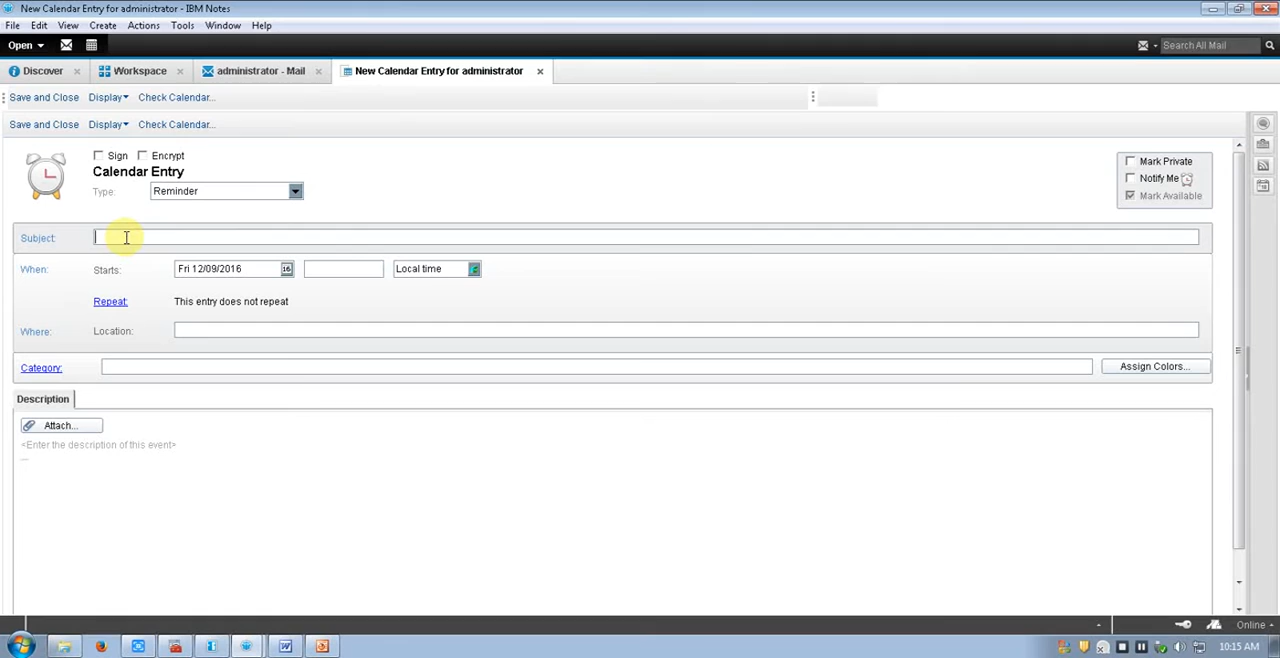 New Calendar Entry for administrator - IBM Notes
File Edit View Create Actions Tools Window Help
Open Search All Mail
Discover Workspace administrator - Mail New Calendar Entry for administrator
Save and Close Display Check Calendar...
Save and Close Display Check Calendar...
Sign Encrypt
Calendar Entry
Type: Reminder
Mark Private
Notify Me
Mark Available
Subject:
When: Starts: Fri 12/09/2016 16 Local time
Repeat: This entry does not repeat
Where: Location:
Category: Assign Colors...
Description
Attach...
<Enter the description of this event>
Online
10:15 AM